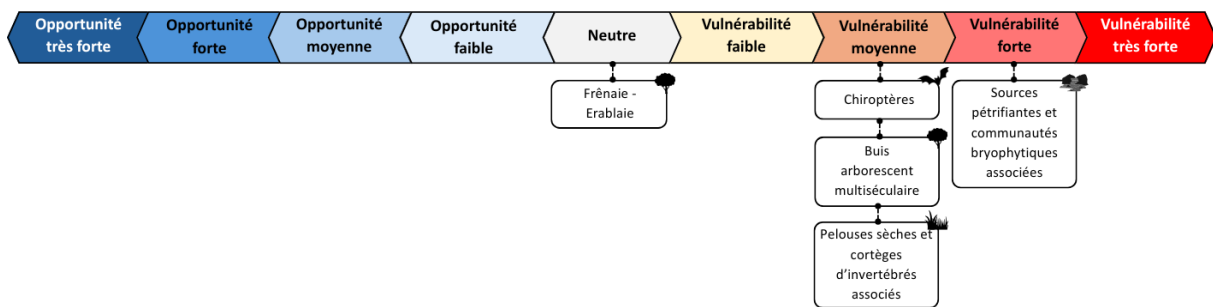 Opportunité
très forte
Opportunité
forte
Opportunité
moyenne
Opportunité
faible
Neutre
Vulnérabilité
faible
Vulnérabilité
moyenne
Vulnérabilité
forte
Vulnérabilité
très forte
Frênaie -
Erablaie
Chiroptères
Buis
arborescent
multiséculaire
Pelouses sèches et
cortèges
d'invertébrés
associés
Sources
pétrifiantes et
communautés
bryophytiques
associées